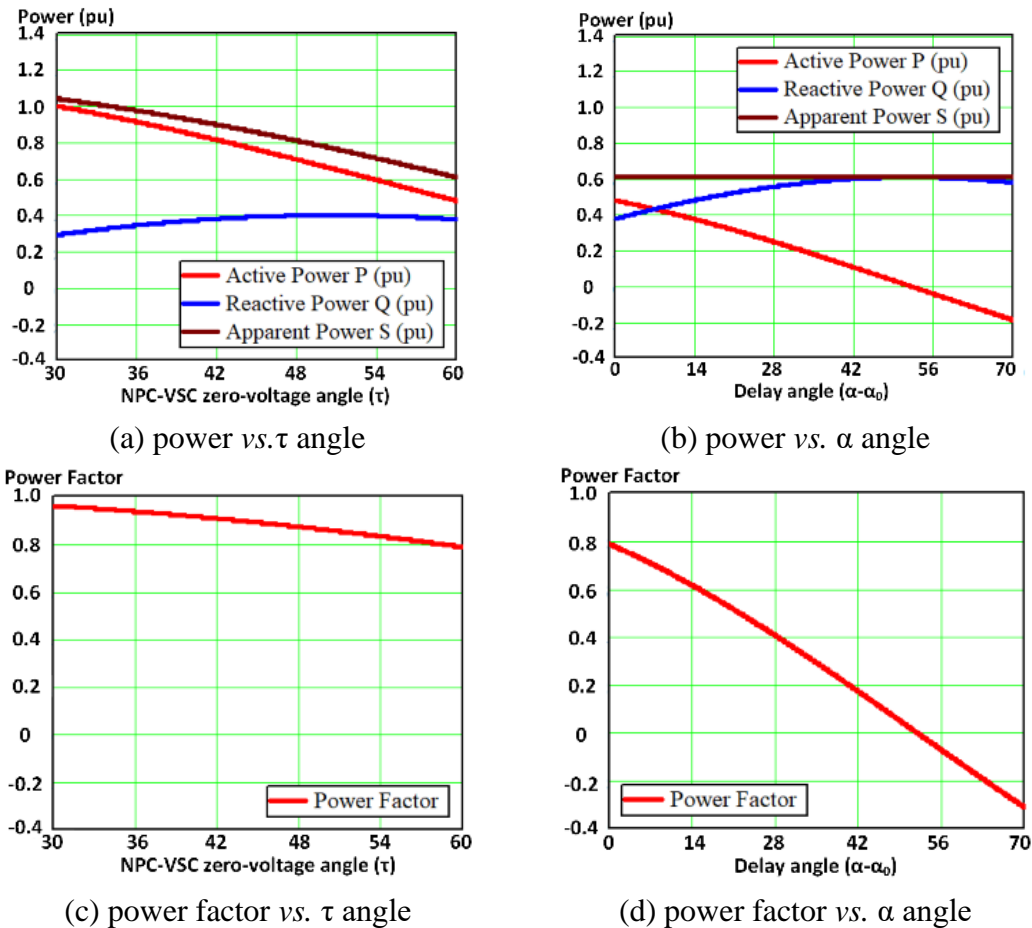 Power (pu)
1.4
1.2
1.0
0.8
0.6
0.4
0.2
0
-0.2
-0.4
30 36 42 48 54 60
NPC-VSC zero-voltage angle (τ)
Active Power P (pu)
Reactive Power Q (pu)
Apparent Power S (pu)
(a) power vs.τ angle
Power (pu)
1.4
1.2
1.0
0.8
0.6
0.4
0.2
0
-0.2
-0.4
0 14 28 42 56 70
Delay angle (α-α₀)
Active Power P (pu)
Reactive Power Q (pu)
Apparent Power S (pu)
(b) power vs. α angle
Power Factor
1.0
0.8
0.6
0.4
0.2
0
-0.2
-0.4
30 36 42 48 54 60
NPC-VSC zero-voltage angle (τ)
Power Factor
(c) power factor vs. τ angle
Power Factor
1.0
0.8
0.6
0.4
0.2
0
-0.2
-0.4
0 14 28 42 56 70
Delay angle (α-α₀)
Power Factor
(d) power factor vs. α angle